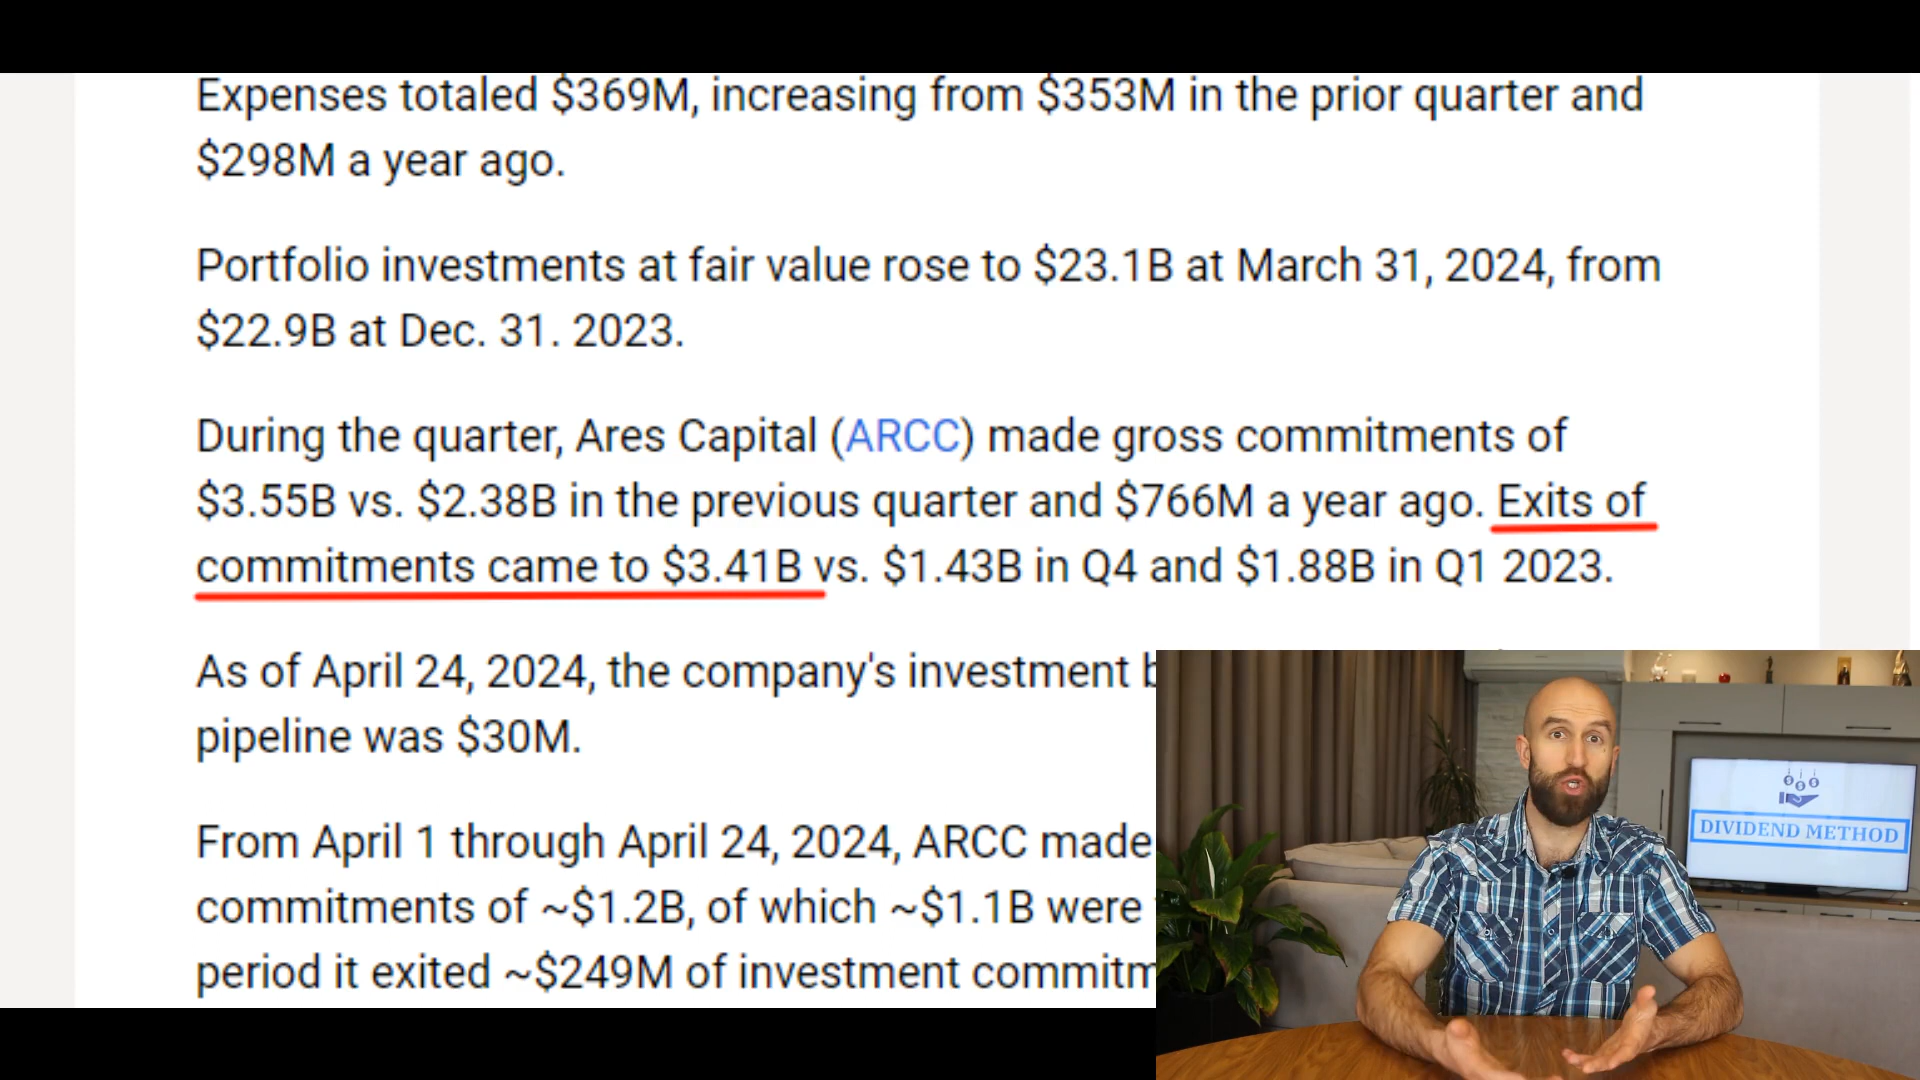 Expenses totaled $369M, increasing from $353M in the prior quarter and
$298M a year ago.
Portfolio investments at fair value rose to $23.1B at March 31, 2024, from
$22.9B at Dec. 31. 2023.
During the quarter, Ares Capital (ARCC) made gross commitments of
$3.55B vs. $2.38B in the previous quarter and $766M a year ago. Exits of
commitments came to $3.41B vs. $1.43B in Q4 and $1.88B in Q1 2023.
As of April 24, 2024, the company's investment
pipeline was $30M.
From April 1 through April 24, 2024, ARCC made
commitments of ~$1.2B, of which ~$1.1B were
period it exited ~$249M of investment
DIVIDEND METHOD